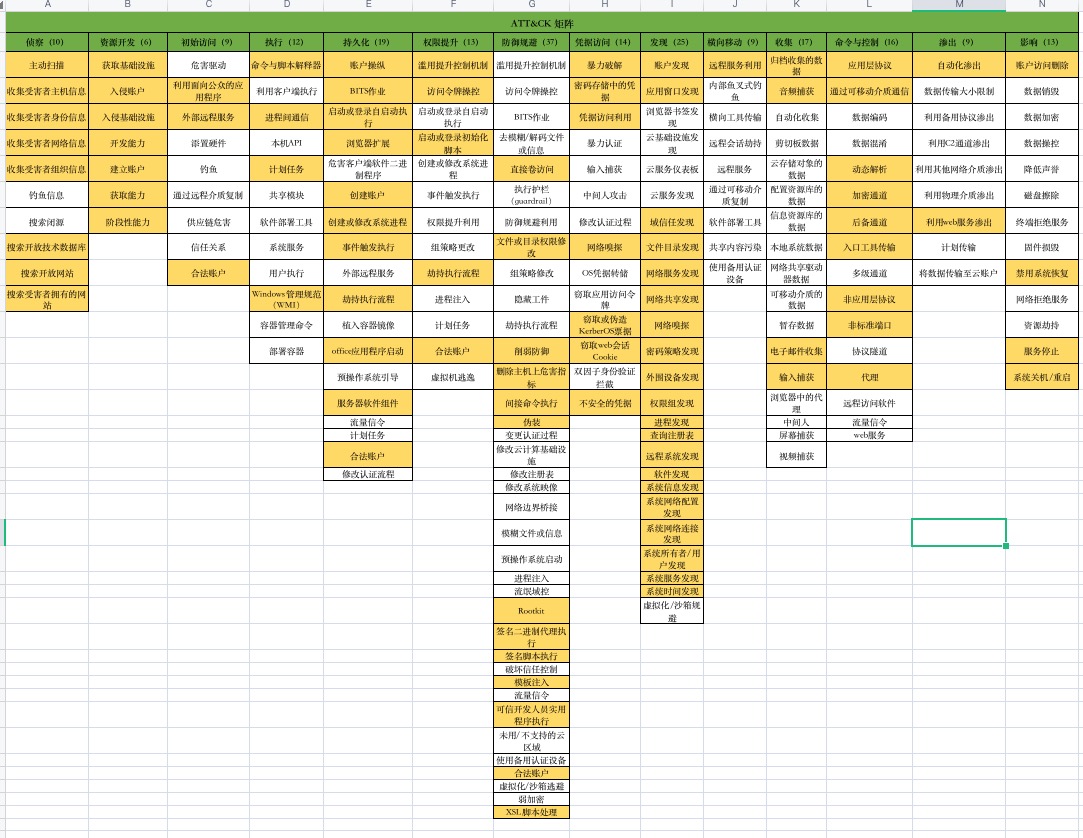 A B C D E F G H I J K L M N
ATT&CK 矩阵
侦察（10） 资源开发（6） 初始访问（9） 执行（12） 持久化（19） 权限提升（13） 防御规避（37） 凭据访问（14） 发现（25） 横向移动（9） 收集（17） 命令与控制（16） 渗出（9） 影响（13）
主动扫描 获取基础设施 危害驱动 命令与脚本解释器 账户操纵 滥用提升控制机制 滥用提升控制机制 暴力破解 账户发现 远程服务利用 归档收集的数据 应用层协议 自动化渗出 账户访问删除
收集受害者主机信息 入侵账户 利用面向公众的应用程序 利用客户端执行 BITS作业 访问令牌操控 访问令牌操控 密码存储中的凭据 应用窗口发现 内部鱼叉式钓鱼 音频捕获 通过可移动介质通信 数据传输大小限制 数据销毁
收集受害者身份信息 入侵基础设施 外部远程服务 进程间通信 启动或登录自启动执行 启动或登录自启动执行 BITS作业 凭据访问利用 浏览器书签发现 横向工具传输 自动化收集 数据编码 利用备用协议渗出 数据加密
收集受害者网络信息 开发能力 添置硬件 本机API 浏览器扩展 启动或登录初始化脚本 去模糊/解码文件或信息 暴力认证 云基础设施发现 远程会话劫持 剪切板数据 数据混淆 利用C2通道渗出 数据操控
收集受害者组织信息 建立账户 钓鱼 计划任务 危害客户端软件二进制程序 创建或修改系统进程 直接卷访问 输入捕获 云服务仪表板 远程服务 云存储对象的数据 动态解析 利用其他网络介质渗出 降低声誉
钓鱼信息 获取能力 通过远程介质复制 共享模块 创建账户 事件触发执行 执行护栏（guardrail） 中间人攻击 云服务发现 通过可移动介质复制 配置资源库的数据 加密通道 利用物理介质渗出 磁盘擦除
搜索闭源 阶段性能力 供应链危害 软件部署工具 创建或修改系统进程 权限提升利用 防御规避利用 修改认证过程 域信任发现 软件部署工具 信息资源库的数据 后备通道 利用web服务渗出 终端拒绝服务
搜索开放技术数据库 信任关系 系统服务 事件触发执行 组策略更改 文件或目录权限修改 网络嗅探 文件目录发现 共享内容污染 本地系统数据 入口工具传输 计划传输 固件损毁
搜索开放网站 合法账户 用户执行 外部远程服务 劫持执行流程 组策略修改 OS凭据转储 网络服务发现 使用备用认证设备 网络共享驱动器数据 多级通道 将数据传输至云账户 禁用系统恢复
搜索受害者拥有的网站 Windows管理规范（WMI） 劫持执行流程 进程注入 隐藏工件 窃取应用访问令牌 网络共享发现 可移动介质的数据 非应用层协议 网络拒绝服务
容器管理命令 植入容器镜像 计划任务 劫持执行流程 窃取或伪造KerberOS票据 网络嗅探 暂存数据 非标准端口 资源劫持
部署容器 office应用程序启动 合法账户 削弱防御 窃取web会话Cookie 密码策略发现 电子邮件收集 协议隧道 服务停止
预操作系统引导 虚拟机逃逸 删除主机上危害指标 双因子身份验证拦截 外围设备发现 输入捕获 代理 系统关机/重启
服务器软件组件 间接命令执行 不安全的凭据 权限组发现 浏览器中的代理 远程访问软件
流量信令 伪装 进程发现 中间人 流量信令
计划任务 变更认证过程 查询注册表 屏幕捕获 web服务
合法账户 修改云计算基础设施 远程系统发现 视频捕获
修改认证流程 修改注册表 软件发现
修改系统映像 系统信息发现
网络边界桥接 系统网络配置发现
模糊文件或信息 系统网络连接发现
预操作系统启动 系统所有者/用户发现
进程注入 系统服务发现
流氓域控 系统时间发现
Rootkit 虚拟化/沙箱规避
签名二进制代理执行
签名脚本执行
破坏信任控制
模板注入
流量信令
可信开发人员实用程序执行
未用/不支持的云区域
使用备用认证设备
合法账户
虚拟化/沙箱逃避
弱加密
XSL脚本处理